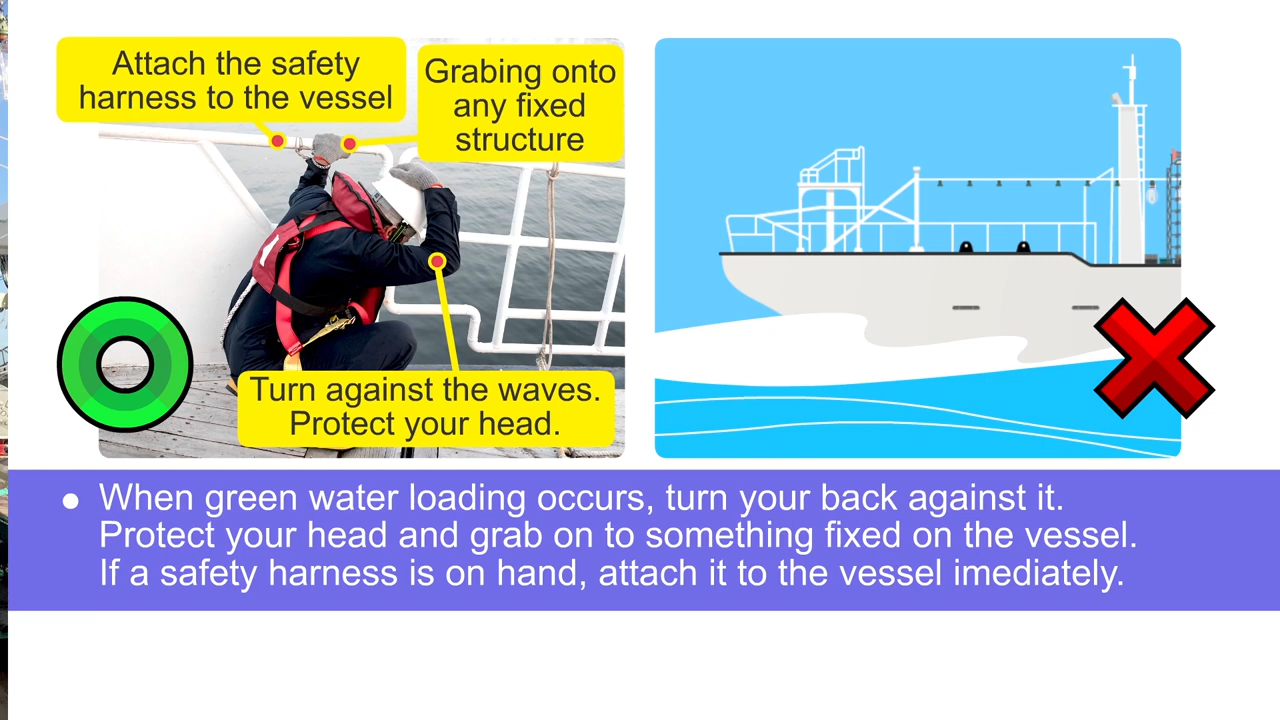 Attach the safety
harness to the vessel
Grabing onto
any fixed
structure
Turn against the waves.
Protect your head.
● When green water loading occurs, turn your back against it.
Protect your head and grab on to something fixed on the vessel.
If a safety harness is on hand, attach it to the vessel imediately.